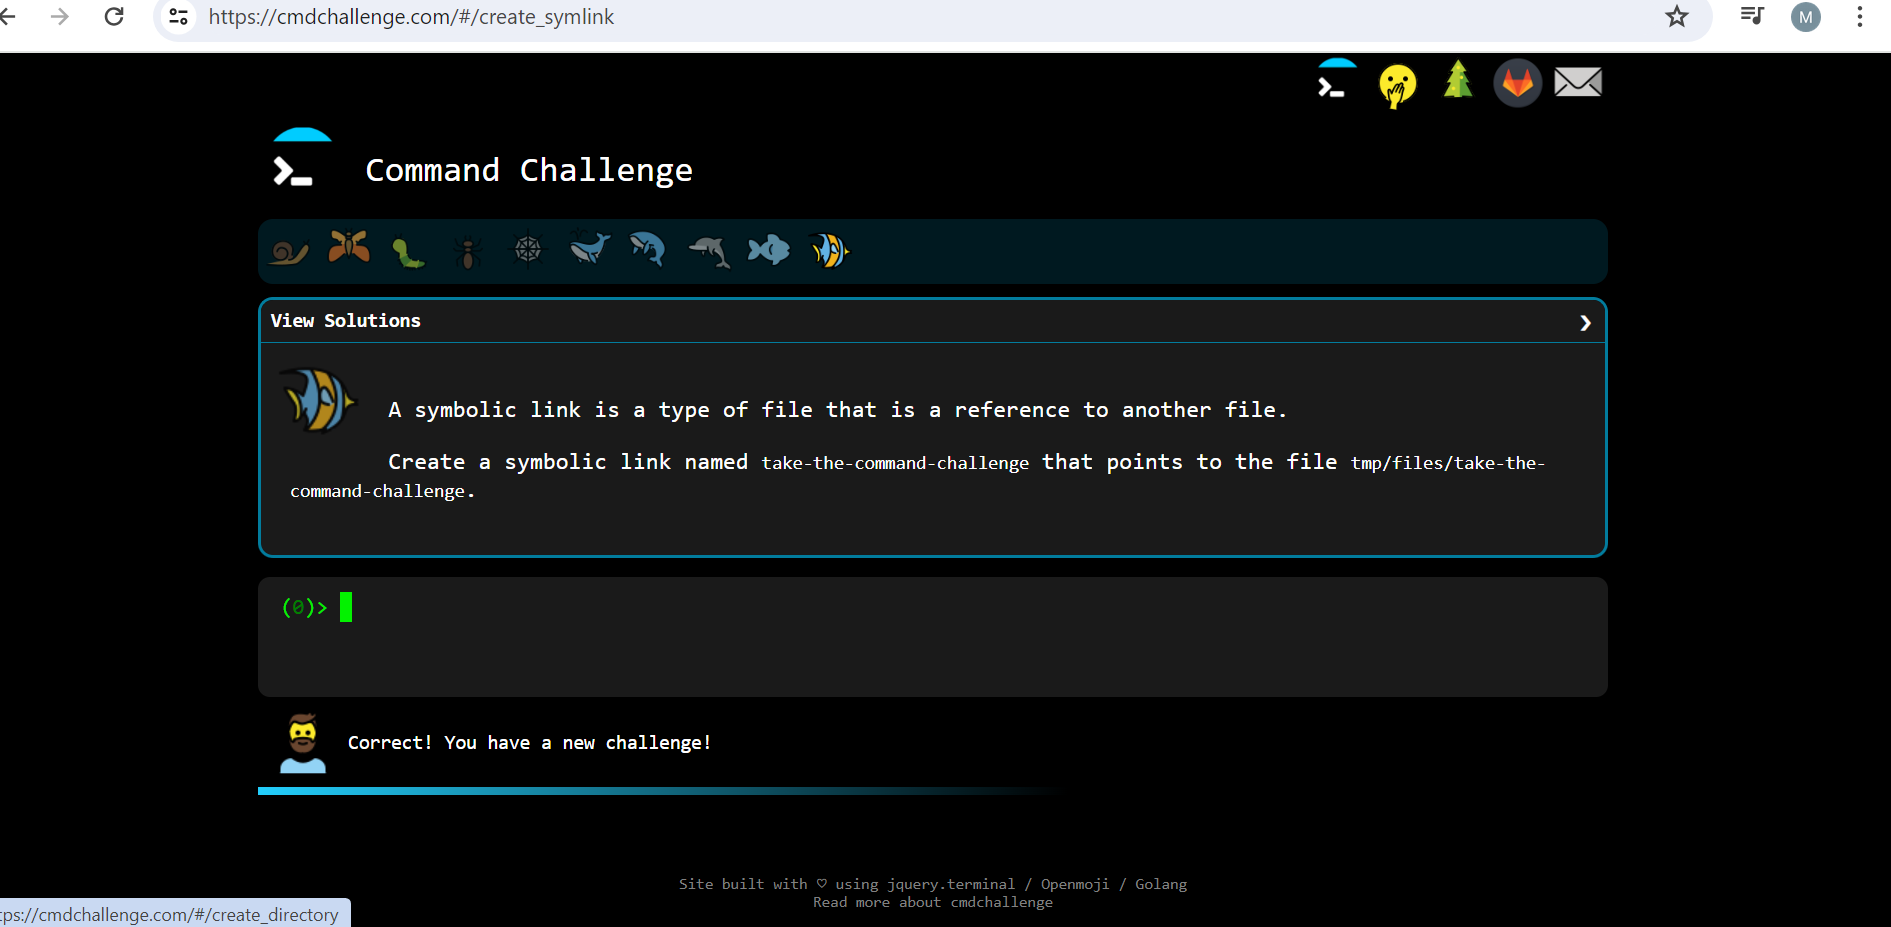 https://cmdchallenge.com/#/create_symlink
M
Command Challenge
View Solutions
A symbolic link is a type of file that is a reference to another file.
Create a symbolic link named take-the-command-challenge that points to the file tmp/files/take-the-
command-challenge.
(0)>
Correct! You have a new challenge!
Site built with ♡ using jquery.terminal / Openmoji / Golang
Read more about cmdchallenge
tps://cmdchallenge.com/#/create_directory